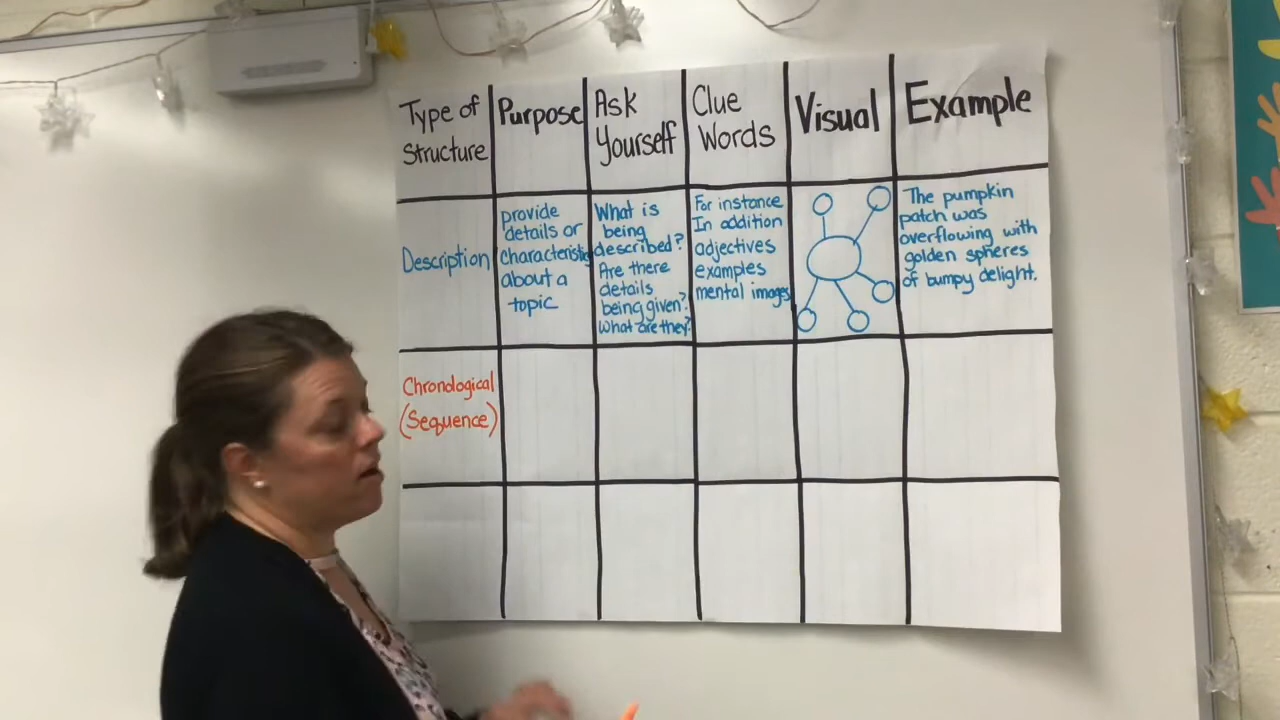 Type of
Structure
Purpose
Ask
Yourself
Clue
Words
Visual
Example
Description
provide
details or
characteristics
about a
topic
What is
being
described?
Are there
details
being given?
What are they?
For instance
In addition
adjectives
examples
mental images
The pumpkin
patch was
overflowing with
golden spheres
of bumpy delight.
Chronological
(Sequence)